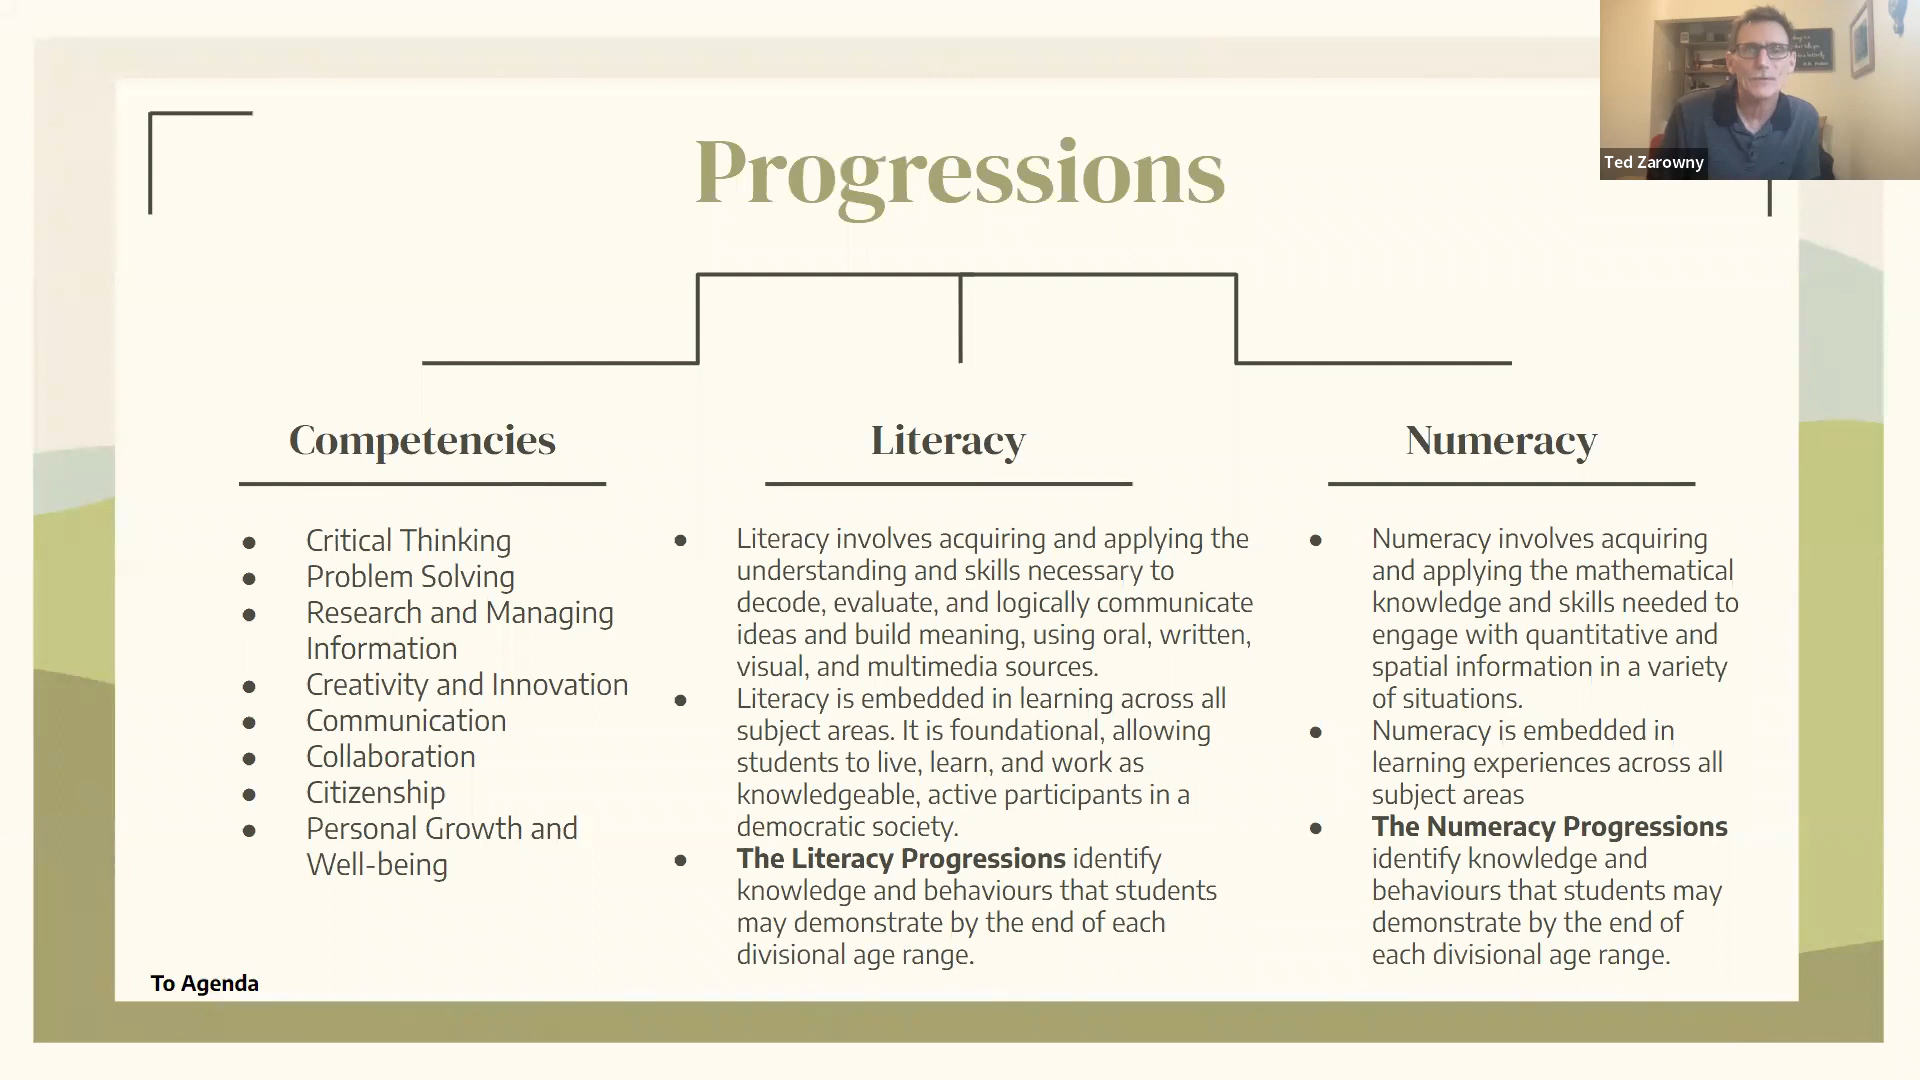 Progressions
Ted Zarowny
Competencies
● Critical Thinking
● Problem Solving
● Research and Managing
Information
● Creativity and Innovation
● Communication
● Collaboration
● Citizenship
● Personal Growth and
Well-being
Literacy
● Literacy involves acquiring and applying the
understanding and skills necessary to
decode, evaluate, and logically communicate
ideas and build meaning, using oral, written,
visual, and multimedia sources.
● Literacy is embedded in learning across all
subject areas. It is foundational, allowing
students to live, learn, and work as
knowledgeable, active participants in a
democratic society.
● The Literacy Progressions identify
knowledge and behaviours that students
may demonstrate by the end of each
divisional age range.
Numeracy
● Numeracy involves acquiring
and applying the mathematical
knowledge and skills needed to
engage with quantitative and
spatial information in a variety
of situations.
● Numeracy is embedded in
learning experiences across all
subject areas
● The Numeracy Progressions
identify knowledge and
behaviours that students may
demonstrate by the end of
each divisional age range.
To Agenda